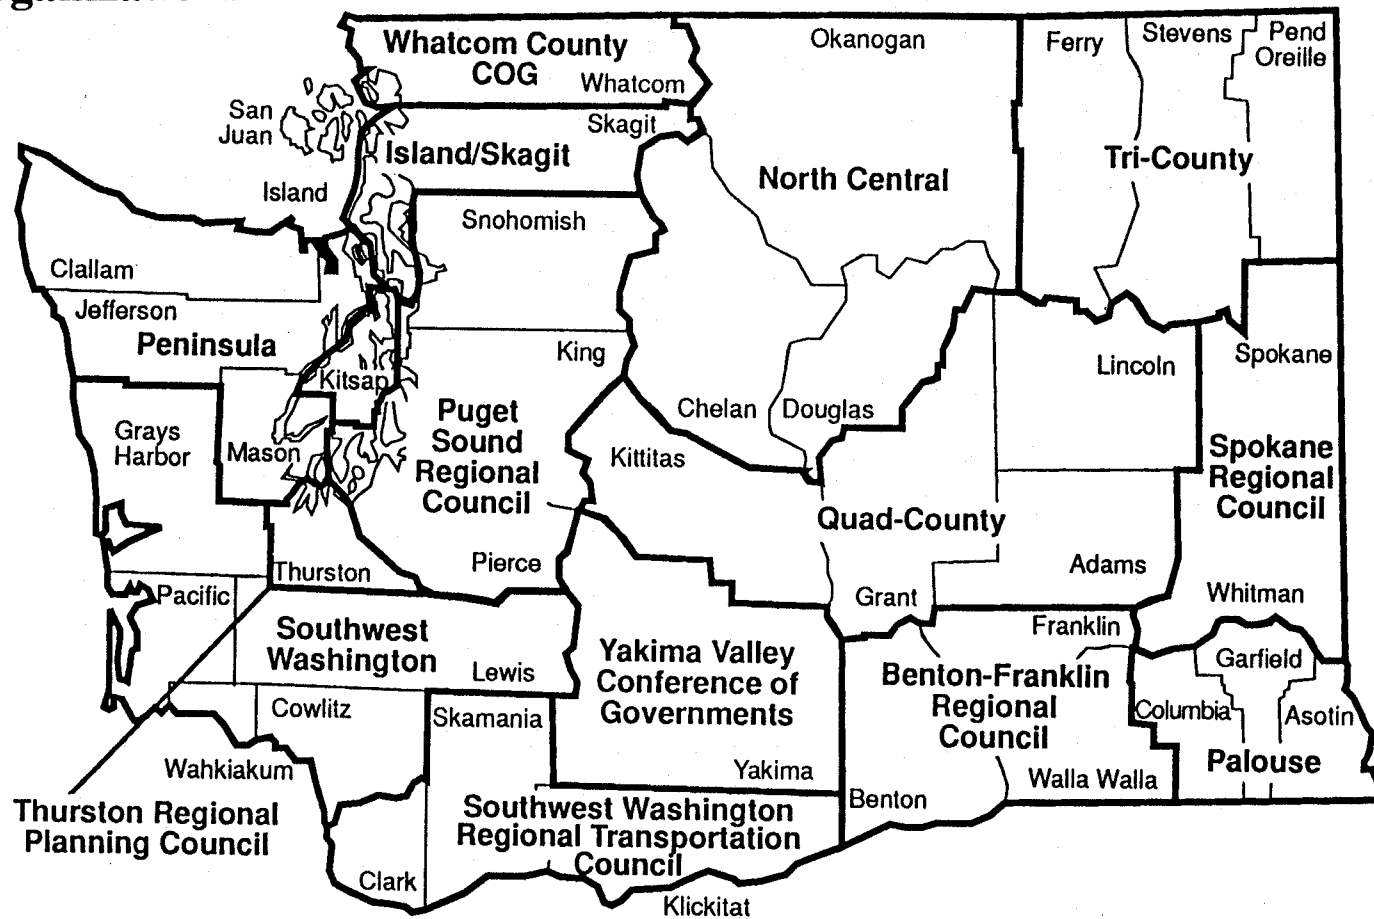 Whatcom County
COG
Whatcom
Okanogan
Ferry
Stevens
Pend
Oreille
San
Juan
Skagit
Island/Skagit
Island
North Central
Tri-County
Snohomish
Clallam
Jefferson
Peninsula
King
Kitsap
Lincoln
Spokane
Chelan
Douglas
Grays
Harbor
Mason
Puget
Sound
Regional
Council
Kittitas
Spokane
Regional
Council
Quad-County
Thurston
Pierce
Adams
Pacific
Grant
Whitman
Southwest
Washington
Lewis
Franklin
Yakima Valley
Conference of
Governments
Garfield
Benton-Franklin
Regional
Council
Cowlitz
Skamania
Columbia
Asotin
Wahkiakum
Yakima
Walla Walla
Palouse
Thurston Regional
Planning Council
Southwest Washington
Regional Transportation
Council
Benton
Clark
Klickitat